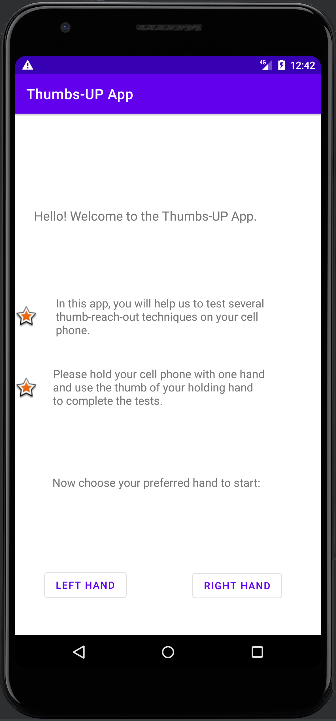 4G 12:42
Thumbs-UP App
Hello! Welcome to the Thumbs-UP App.
In this app, you will help us to test several
thumb-reach-out techniques on your cell
phone.
Please hold your cell phone with one hand
and use the thumb of your holding hand
to complete the tests.
Now choose your preferred hand to start:
LEFT HAND
RIGHT HAND